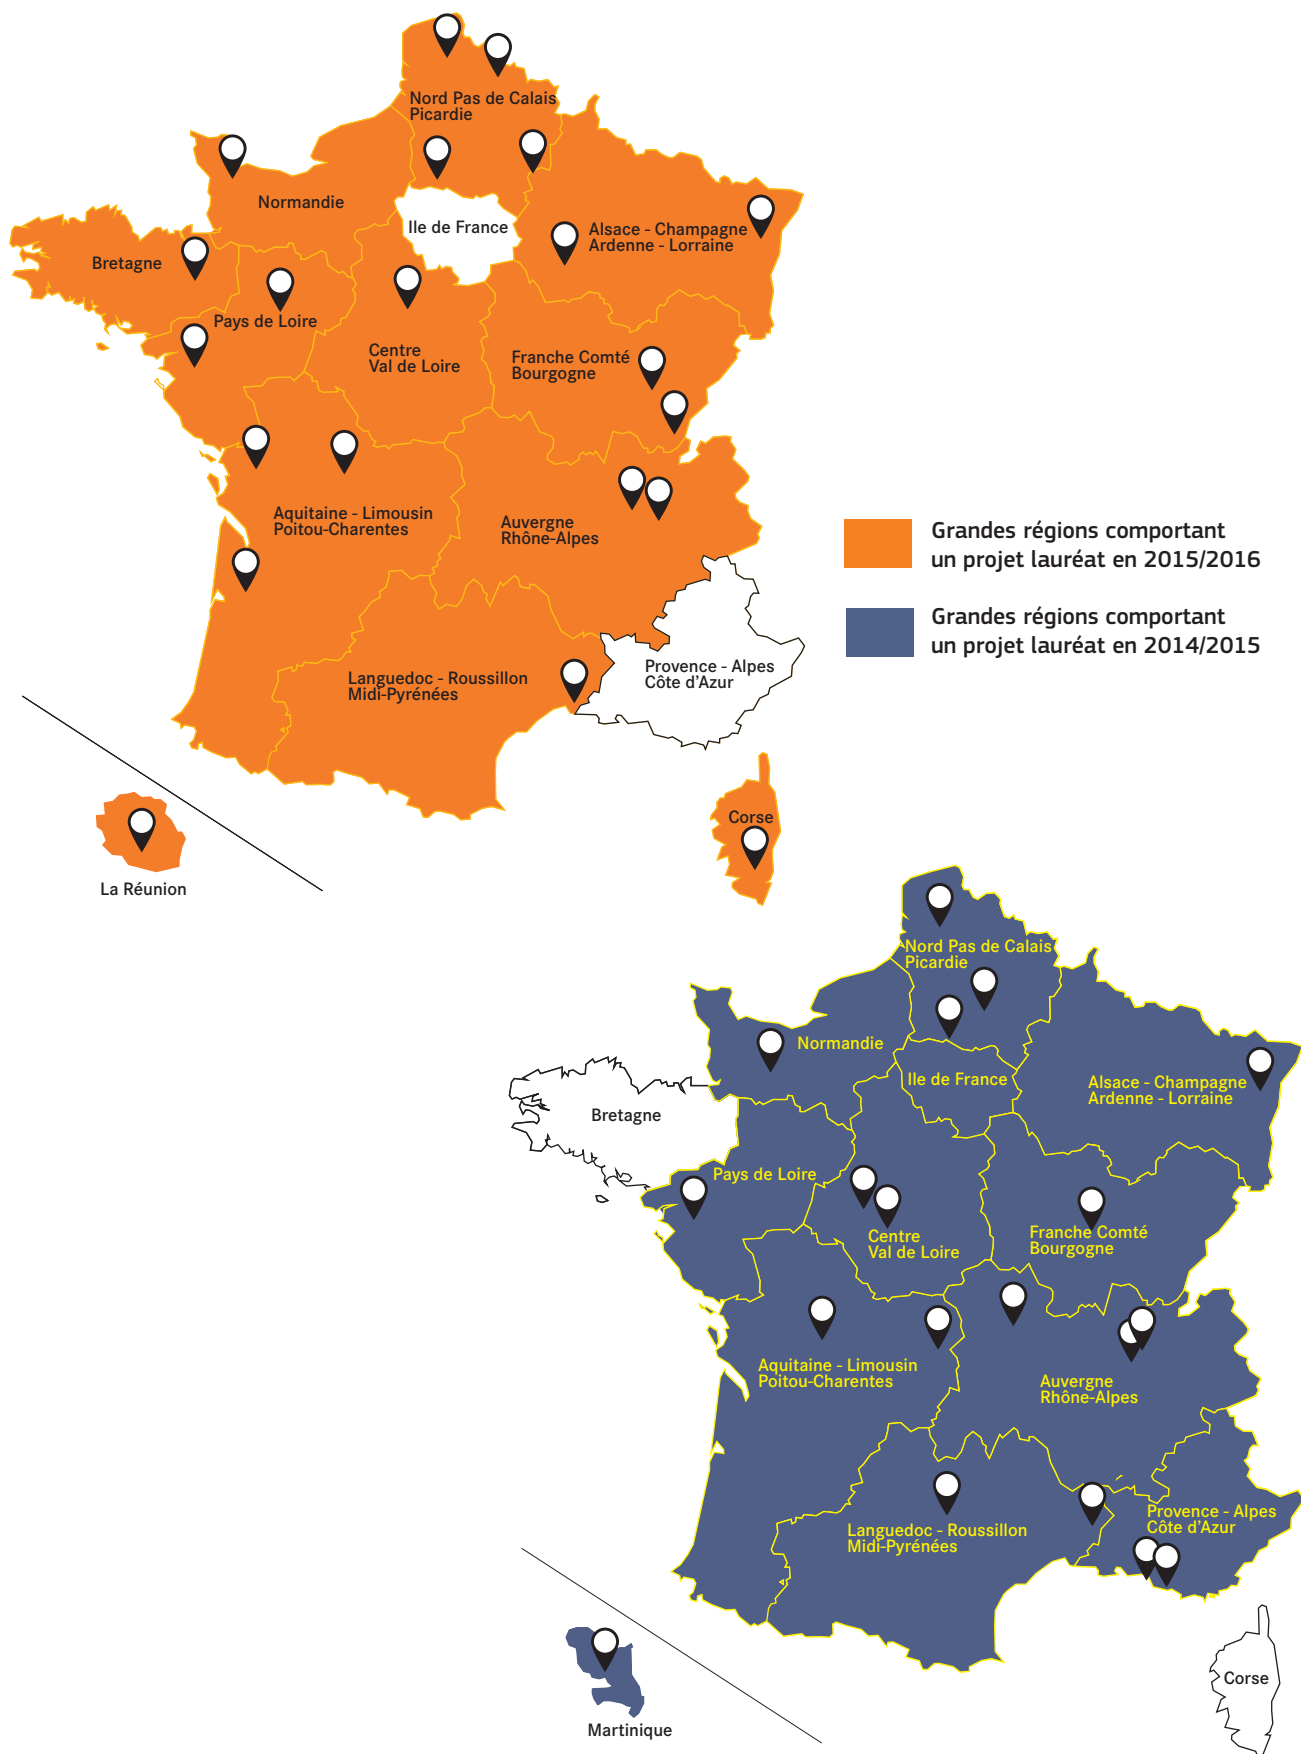 Nord Pas de Calais
Picardie
Normandie
Ile de France
Alsace - Champagne
Ardenne - Lorraine
Bretagne
Pays de Loire
Centre
Val de Loire
Franche Comté
Bourgogne
Aquitaine - Limousin
Poitou-Charentes
Auvergne
Rhône-Alpes
Grandes régions comportant
un projet lauréat en 2015/2016
Grandes régions comportant
un projet lauréat en 2014/2015
Provence - Alpes
Côte d'Azur
Languedoc - Roussillon
Midi-Pyrénées
Corse
La Réunion
Nord Pas de Calais
Picardie
Normandie
Ile de France
Alsace - Champagne
Ardenne - Lorraine
Bretagne
Pays de Loire
Centre
Val de Loire
Franche Comté
Bourgogne
Aquitaine - Limousin
Poitou-Charentes
Auvergne
Rhône-Alpes
Provence - Alpes
Côte d'Azur
Languedoc - Roussillon
Midi-Pyrénées
Corse
Martinique